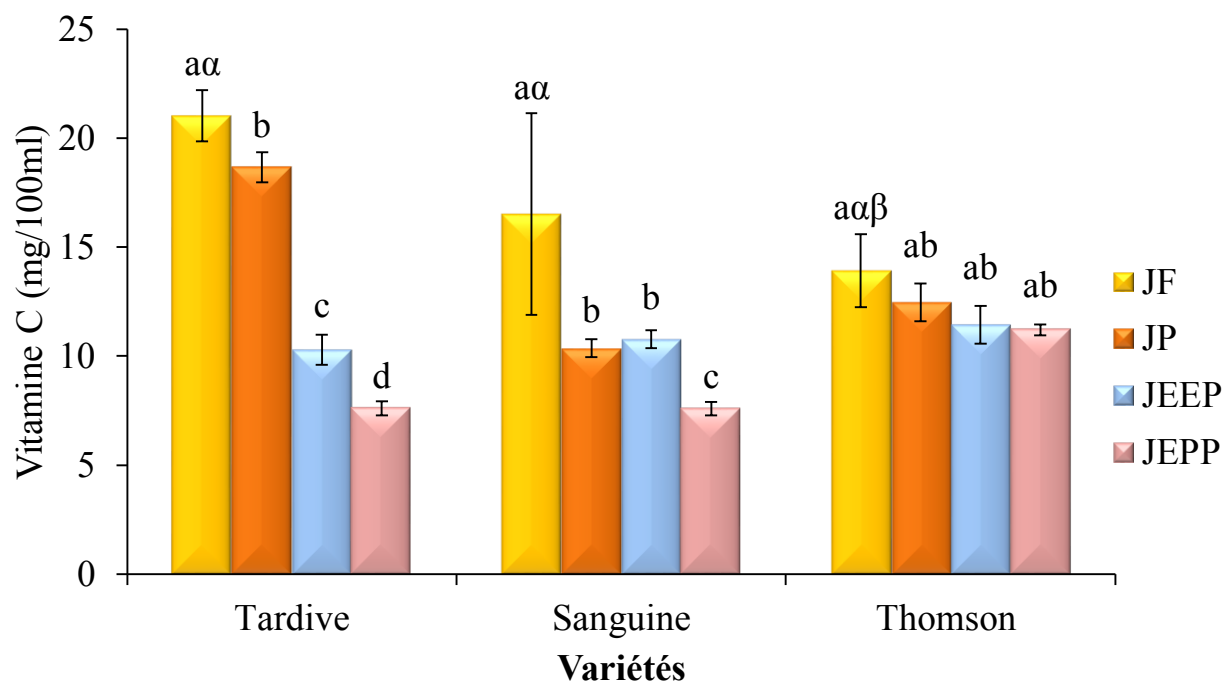 Vitamine C (mg/100ml)
25
20
15
10
5
0
aα
b
c
d
aα
b
b
c
aαβ
ab
ab
ab
Tardive
Sanguine
Thomson
Variétés
JF
JP
JEEP
JEPP